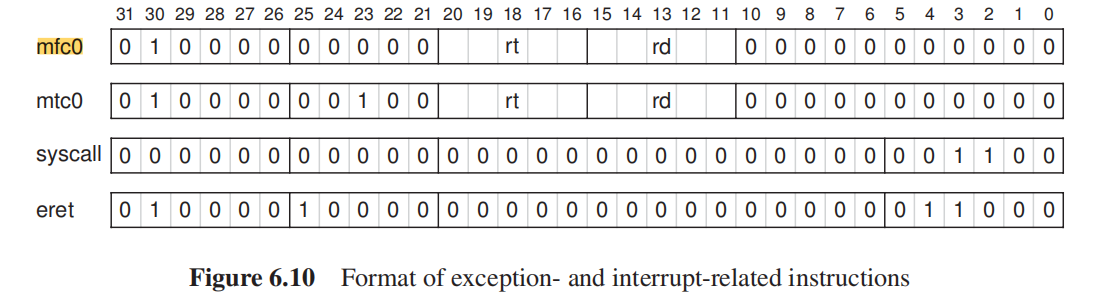 31 30 29 28 27 26 25 24 23 22 21 20 19 18 17 16 15 14 13 12 11 10 9 8 7 6 5 4 3 2 1 0
mfc0 0 1 0 0 0 0 0 0 0 0 0 rt rd 0 0 0 0 0 0 0 0 0 0 0
mtc0 0 1 0 0 0 0 0 0 1 0 0 rt rd 0 0 0 0 0 0 0 0 0 0 0
syscall 0 0 0 0 0 0 0 0 0 0 0 0 0 0 0 0 0 0 0 0 0 0 0 0 0 0 0 0 1 1 0 0
eret 0 1 0 0 0 0 1 0 0 0 0 0 0 0 0 0 0 0 0 0 0 0 0 0 0 0 0 1 1 0 0 0
Figure 6.10 Format of exception- and interrupt-related instructions